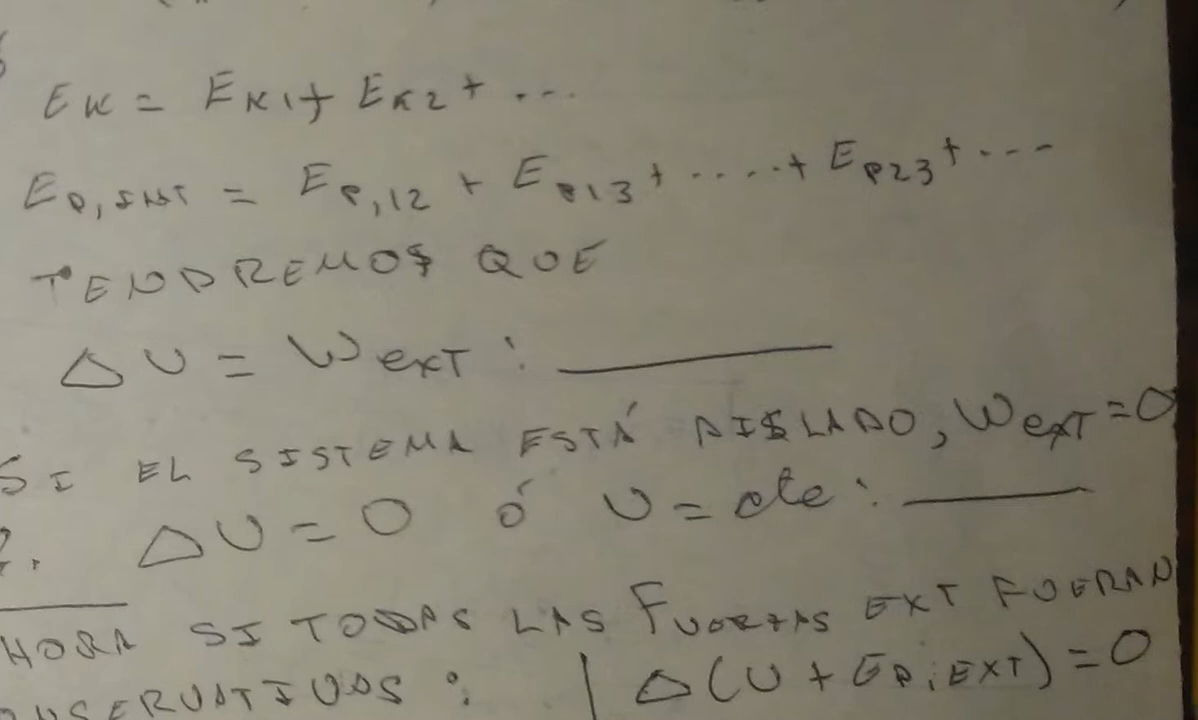 EK = EK1 + EK2 + ...
EP,INT = EP,12 + EP13 + .....+ EP23 + ...
TENDREMOS QUE
ΔU = WEXT :
SI EL SISTEMA ESTÁ AISLADO, WEXT = 0
ΔU = 0 ó U = cte :
HORA SI TODAS LAS FUERZAS EXT FUERAN
Δ(U + EP,EXT) = 0